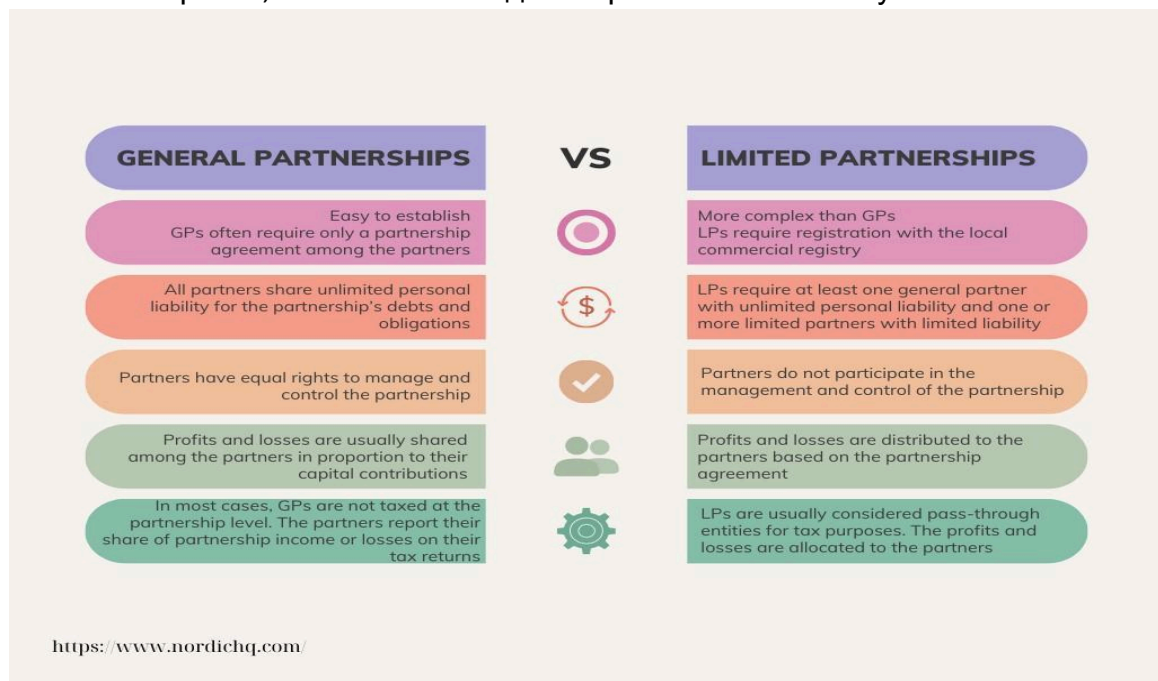 GENERAL PARTNERSHIPS
VS
LIMITED PARTNERSHIPS
Easy to establish
GPs often require only a partnership
agreement among the partners
More complex than GPs
LPs require registration with the local
commercial registry
All partners share unlimited personal
liability for the partnership's debts and
obligations
$
LPs require at least one general partner
with unlimited personal liability and one or
more limited partners with limited liability
Partners have equal rights to manage and
control the partnership
Partners do not participate in the
management and control of the partnership
Profits and losses are usually shared
among the partners in proportion to their
capital contributions
Profits and losses are distributed to the
partners based on the partnership
agreement
In most cases, GPs are not taxed at the
partnership level. The partners report their
share of partnership income or losses on their
tax returns
LPs are usually considered pass-through
entities for tax purposes. The profits and
losses are allocated to the partners
https://www.nordichq.com/